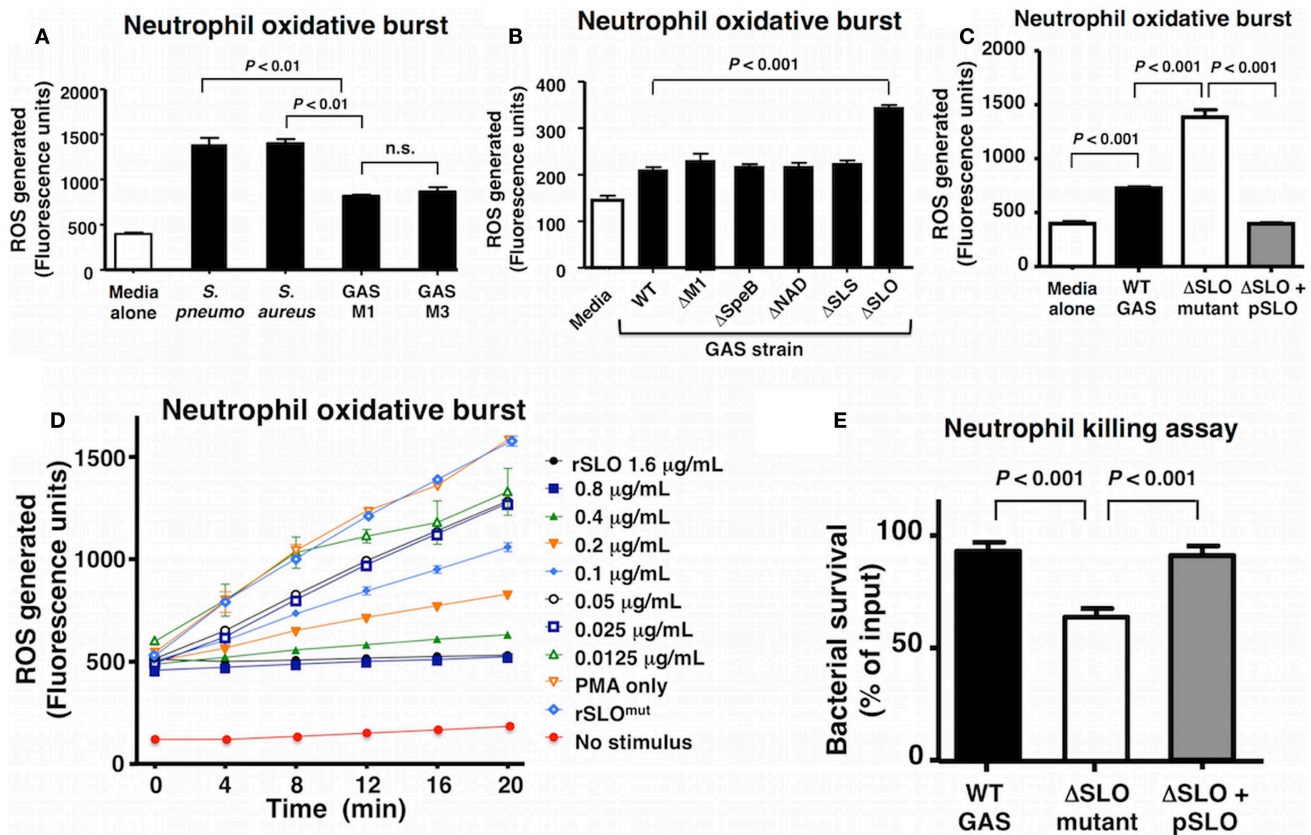 A
Neutrophil oxidative burst
ROS generated
(Fluorescence units)
2000
1500
1000
500
0
P < 0.01
P < 0.01
n.s.
Media
alone
S.
pneumo
S.
aureus
GAS
M1
GAS
M3
B
Neutrophil oxidative burst
ROS generated
(Fluorescence units)
400
300
200
100
0
P < 0.001
Media
WT
ΔM1
ΔSpeB
ΔNAD
ΔSLS
ΔSLO
GAS strain
C
Neutrophil oxidative burst
ROS generated
(Fluorescence units)
2000
1500
1000
500
0
P < 0.001
P < 0.001
P < 0.001
Media
alone
WT
GAS
ΔSLO
mutant
ΔSLO +
pSLO
D
Neutrophil oxidative burst
ROS generated
(Fluorescence units)
1500
1000
500
0
0 4 8 12 16 20
Time (min)
rSLO 1.6 μg/mL
0.8 μg/mL
0.4 μg/mL
0.2 μg/mL
0.1 μg/mL
0.05 μg/mL
0.025 μg/mL
0.0125 μg/mL
PMA only
rSLOmut
No stimulus
E
Neutrophil killing assay
Bacterial survival
(% of input)
100
50
0
P < 0.001
P < 0.001
WT
GAS
ΔSLO
mutant
ΔSLO +
pSLO